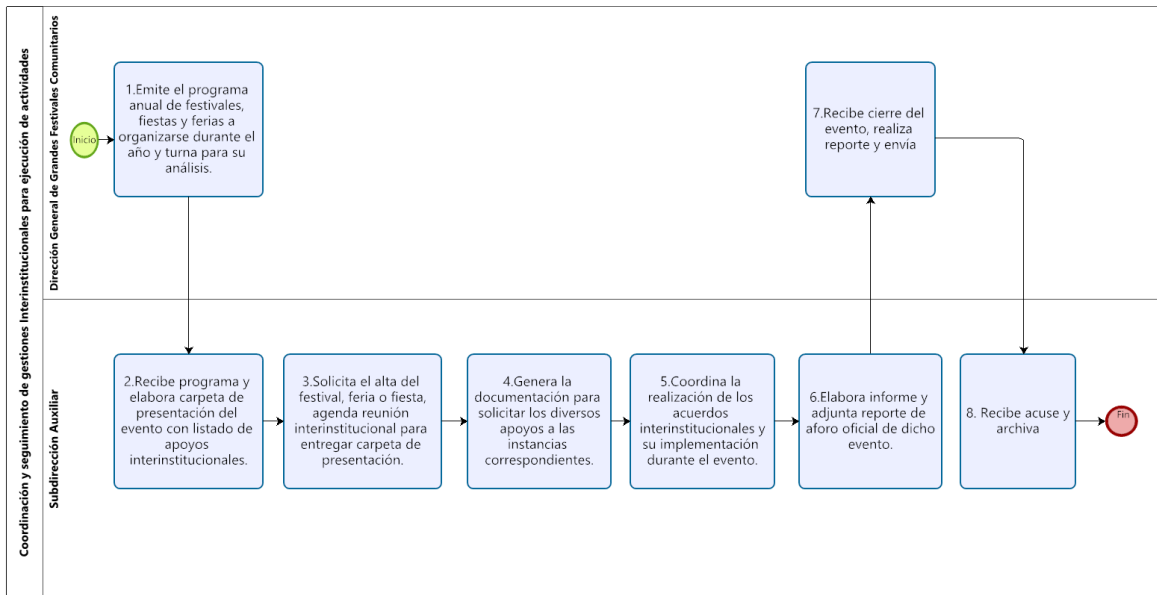 Coordinación y seguimiento de gestiones Interinstitucionales para ejecución de actividades
Dirección General de Grandes Festivales Comunitarios
Inicio
1.Emite el programa
anual de festivales,
fiestas y ferias a
organizarse durante el
año y turna para su
análisis.
7.Recibe cierre del
evento, realiza
reporte y envía
Subdirección Auxiliar
2.Recibe programa y
elabora carpeta de
presentación del
evento con listado de
apoyos
interinstitucionales.
3.Solicita el alta del
festival, feria o fiesta,
agenda reunión
interinstitucional para
entregar carpeta de
presentación.
4.Genera la
documentación para
solicitar los diversos
apoyos a las
instancias
correspondientes.
5.Coordina la
realización de los
acuerdos
interinstitucionales y
su implementación
durante el evento.
6.Elabora informe y
adjunta reporte de
aforo oficial de dicho
evento.
8. Recibe acuse y
archiva
Fin